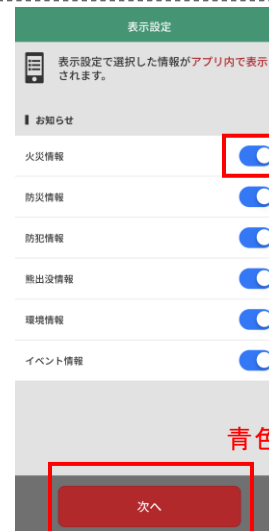 表示設定
表示設定で選択した情報がアプリ内で表示
されます。
お知らせ
火災情報
防災情報
防犯情報
熊出没情報
環境情報
イベント情報
青色
次へ